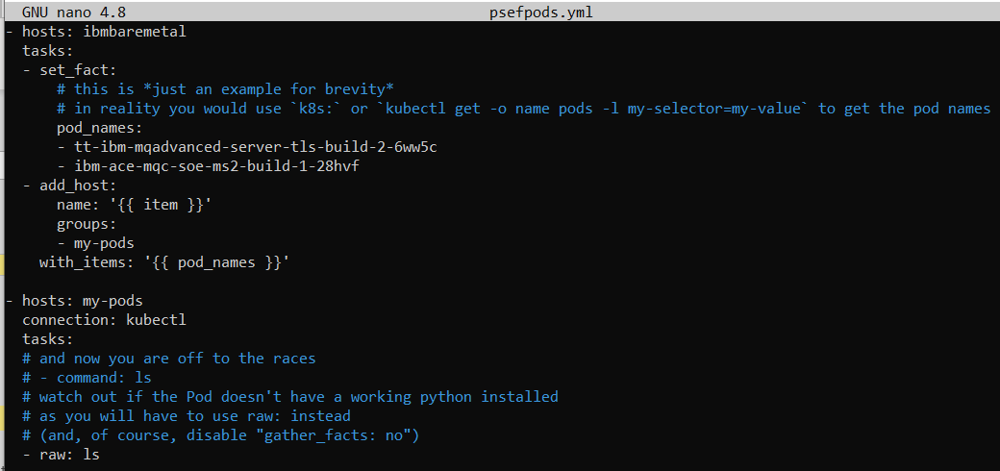 GNU nano 4.8 psefpods.yml
- hosts: ibmbaremetal
  tasks:
  - set_fact:
      # this is *just an example for brevity*
      # in reality you would use `k8s:` or `kubectl get -o name pods -l my-selector=my-value` to get the pod names
      pod_names:
      - tt-ibm-mqadvanced-server-tls-build-2-6ww5c
      - ibm-ace-mqc-soe-ms2-build-1-28hvf
  - add_host:
      name: '{{ item }}'
      groups:
      - my-pods
    with_items: '{{ pod_names }}'

- hosts: my-pods
  connection: kubectl
  tasks:
  # and now you are off to the races
  # - command: ls
  # watch out if the Pod doesn't have a working python installed
  # as you will have to use raw: instead
  # (and, of course, disable "gather_facts: no")
  - raw: ls